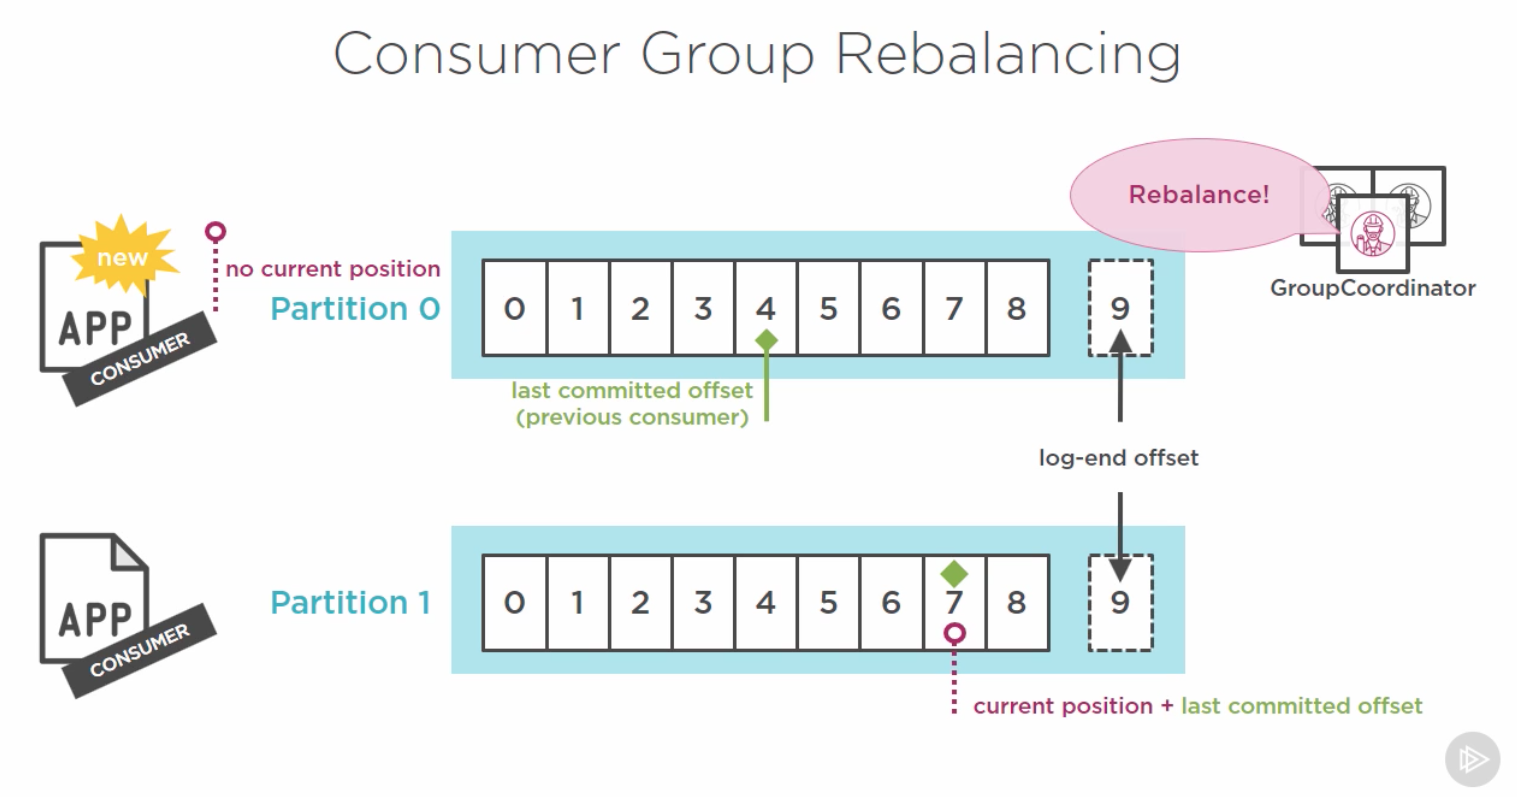 Consumer Group Rebalancing
Rebalance!
GroupCoordinator
new
APP
CONSUMER
no current position
Partition 0
0 1 2 3 4 5 6 7 8 9
last committed offset
(previous consumer)
log-end offset
APP
CONSUMER
Partition 1
0 1 2 3 4 5 6 7 8 9
current position + last committed offset